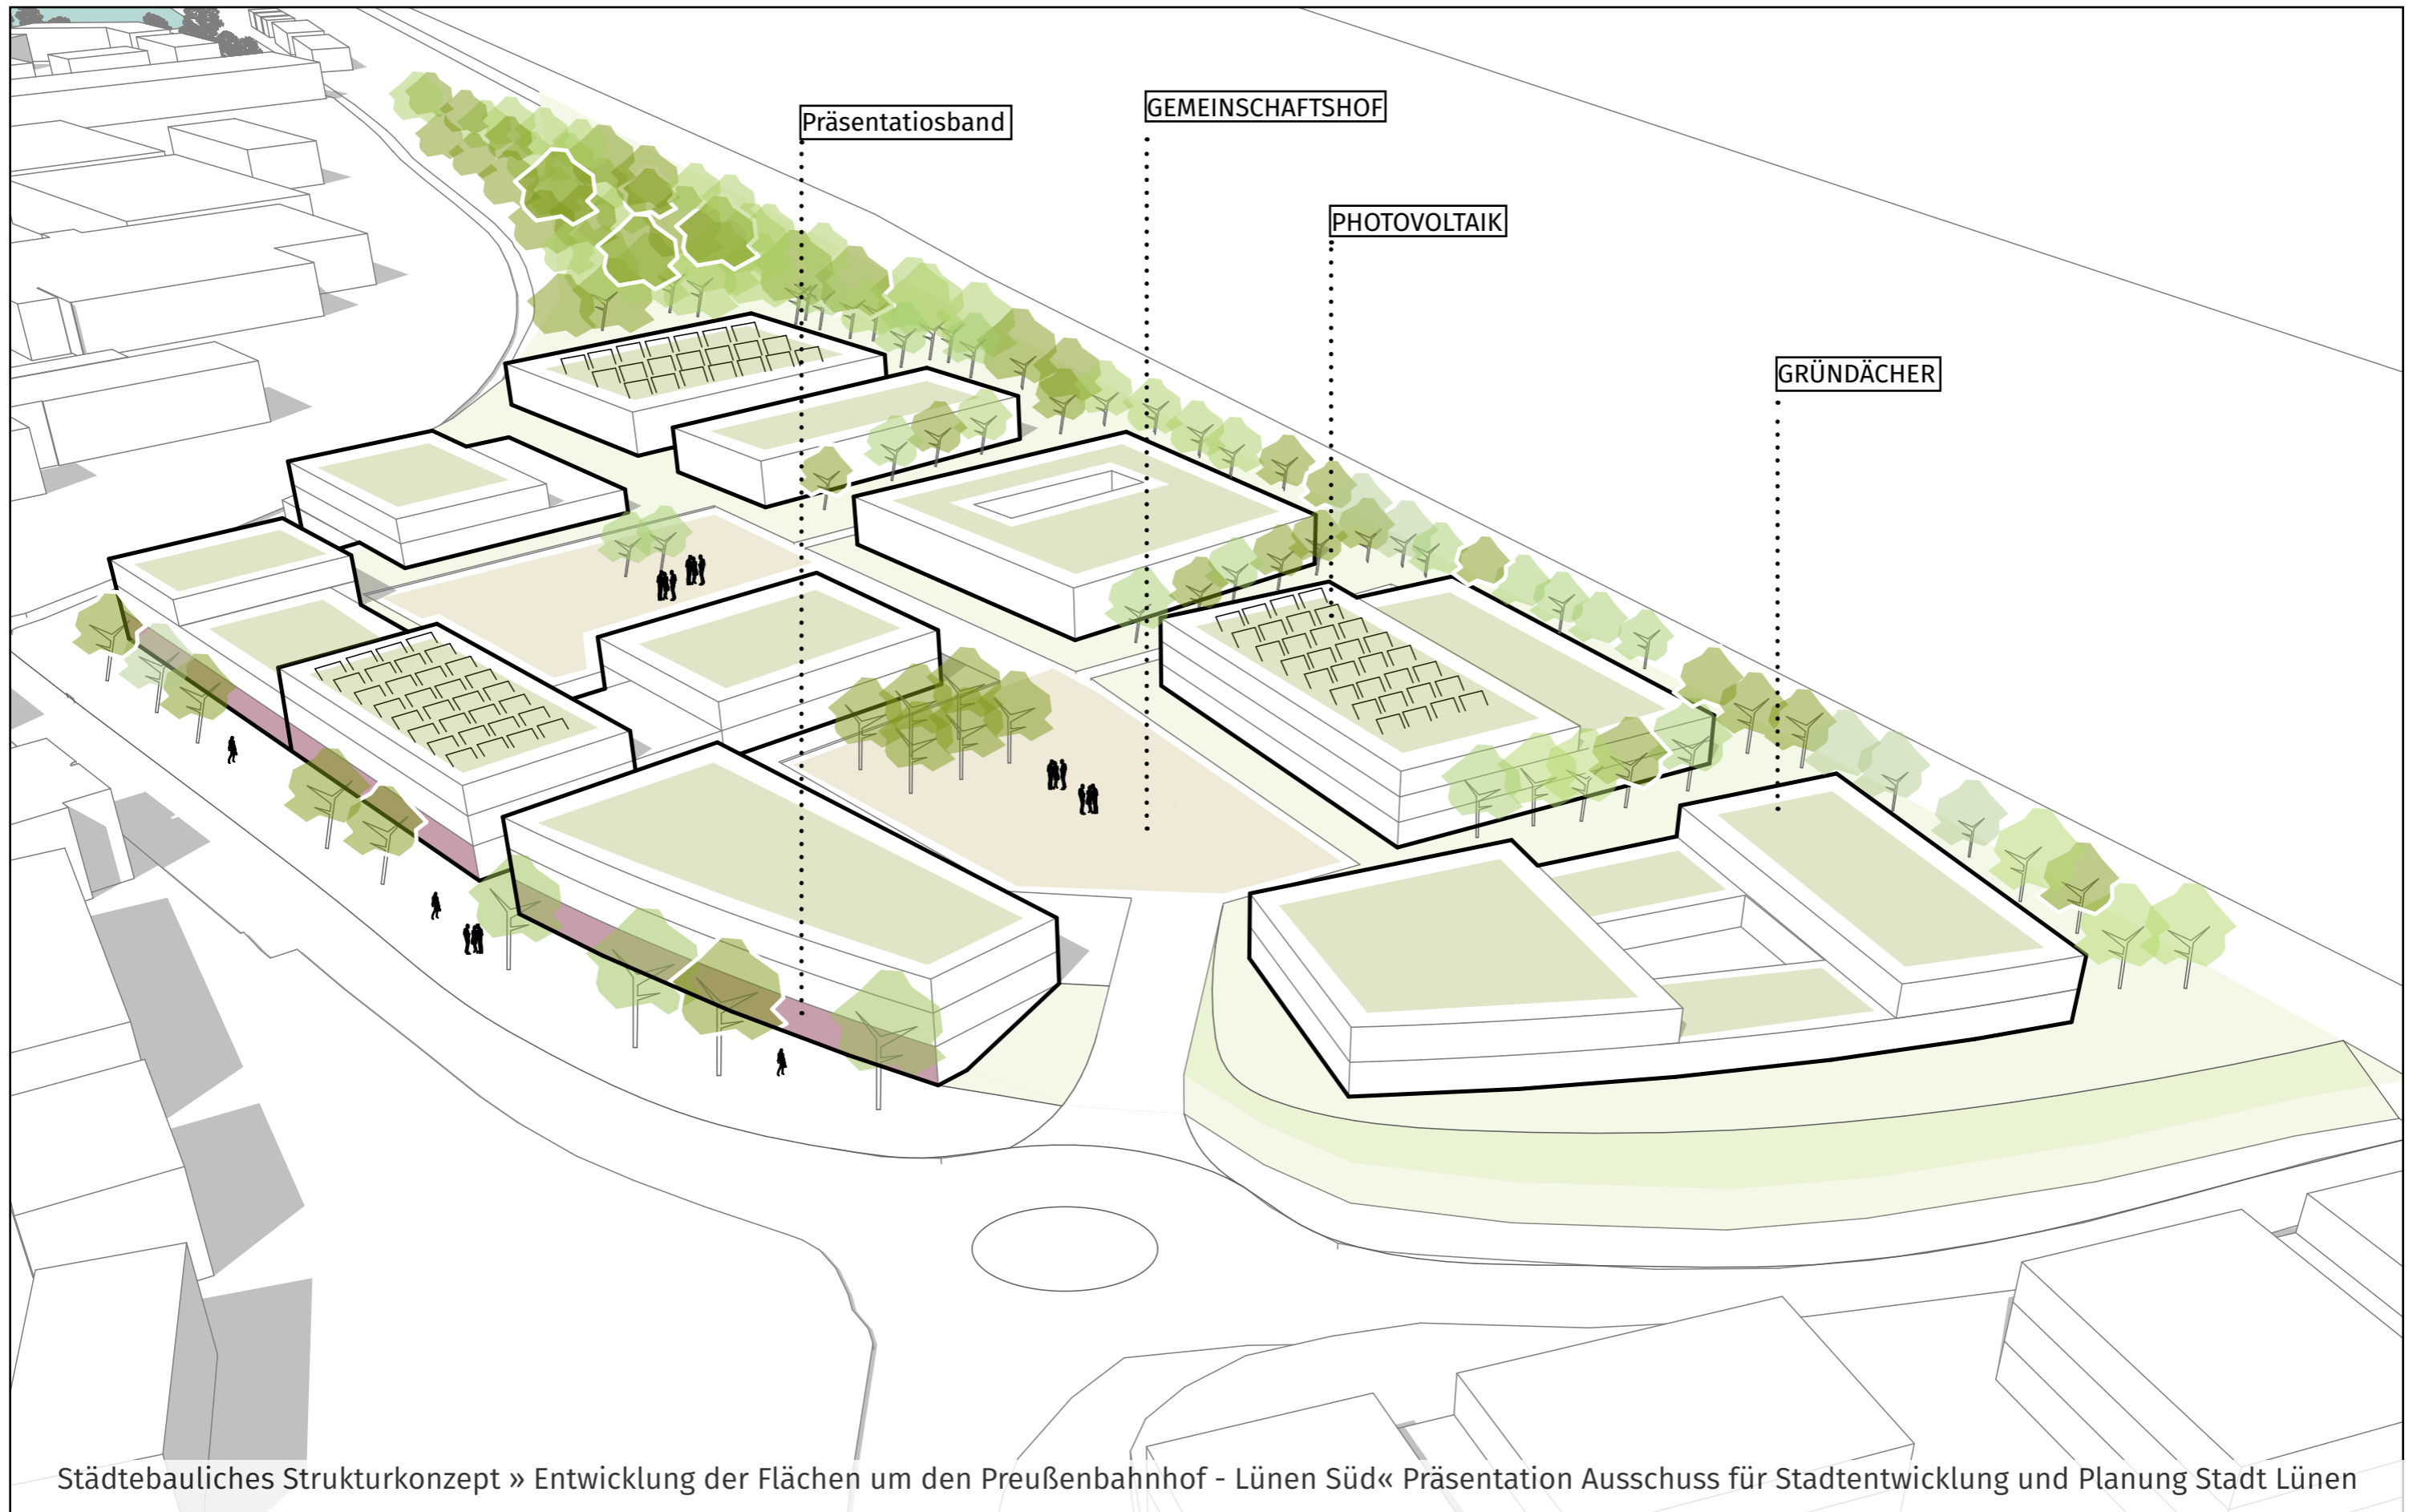 Präsentatiosband
GEMEINSCHAFTSHOF
PHOTOVOLTAIK
GRÜNDÄCHER
Städtebauliches Strukturkonzept » Entwicklung der Flächen um den Preußenbahnhof - Lünen Süd« Präsentation Ausschuss für Stadtentwicklung und Planung Stadt Lünen